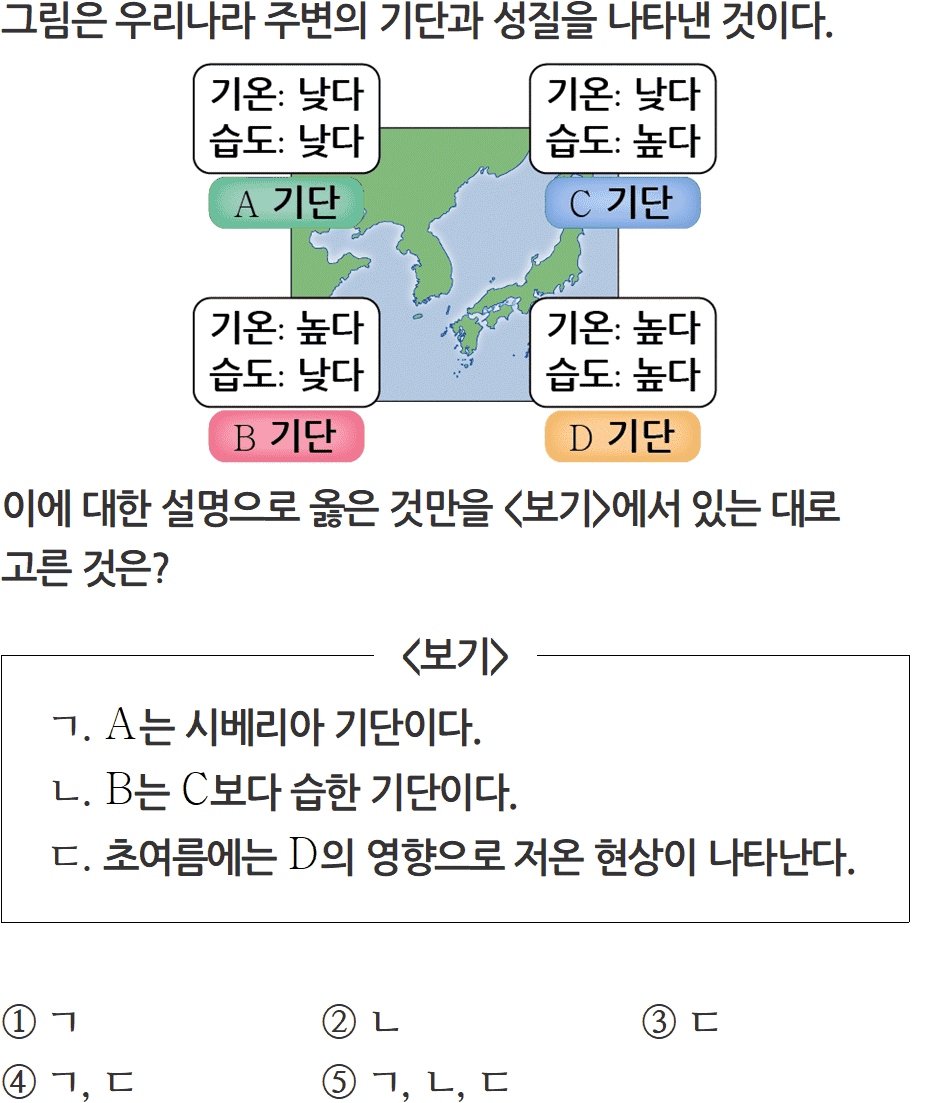 그림은 우리나라 주변의 기단과 성질을 나타낸 것이다.
기온: 낮다
습도: 낮다
A 기단
기온: 낮다
습도: 높다
C 기단
기온: 높다
습도: 낮다
B 기단
기온: 높다
습도: 높다
D 기단
이에 대한 설명으로 옳은 것만을 <보기>에서 있는 대로
고른 것은?
<보기>
ㄱ. A는 시베리아 기단이다.
ㄴ. B는 C보다 습한 기단이다.
ㄷ. 초여름에는 D의 영향으로 저온 현상이 나타난다.
① ㄱ ② ㄴ ③ ㄷ
④ ㄱ, ㄷ ⑤ ㄱ, ㄴ, ㄷ